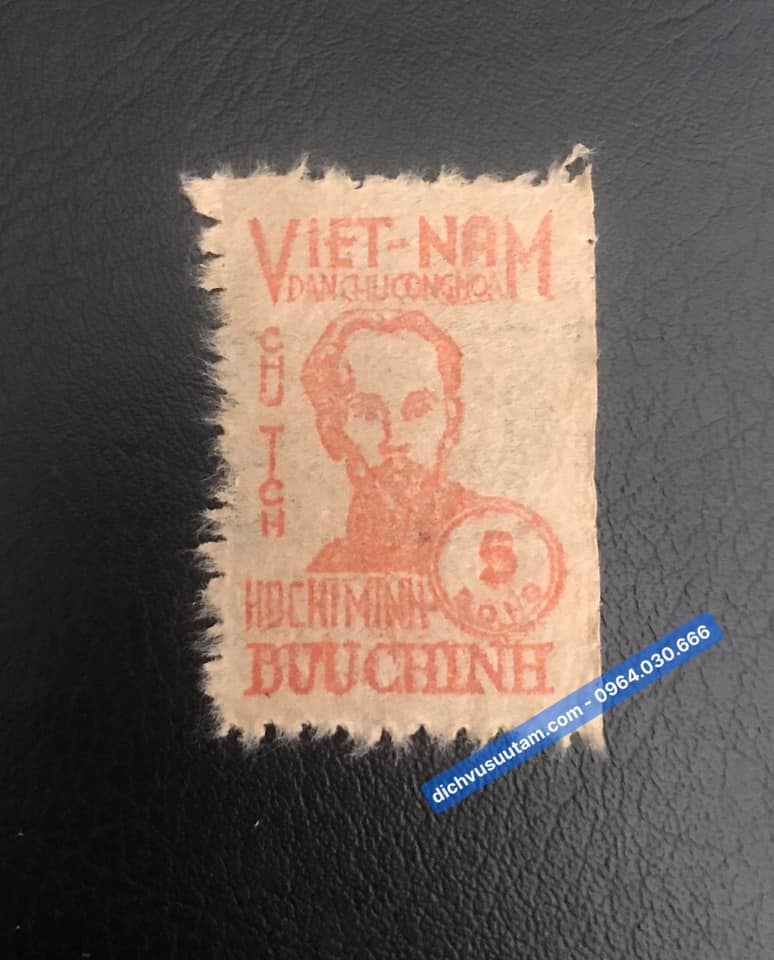 VIET-NAM
DAN CHU CONG HOA
CHU TICH
HO CHI MINH
5
ĐONG
BUU CHINH
dichvusuutam.com - 0964.030.666